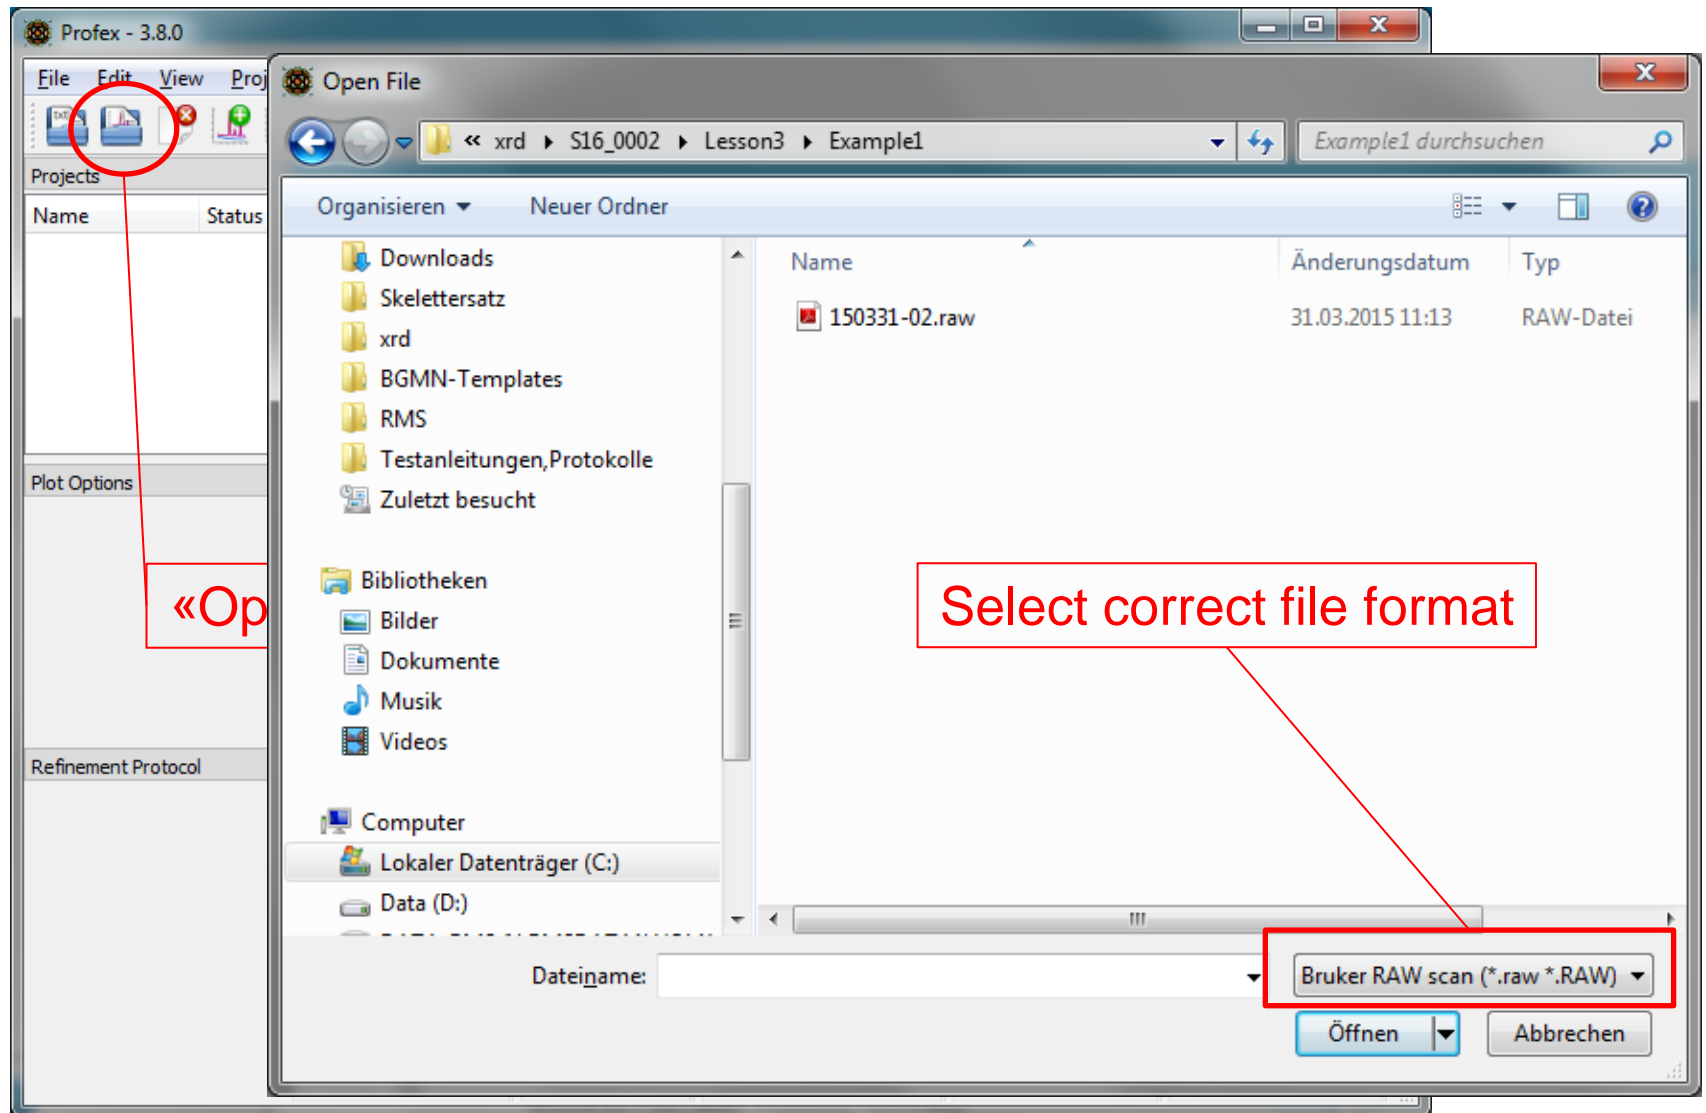 Profex - 3.8.0
File Edit View Proj
Open File
« xrd S16_0002 Lesson3 Example1
Example1 durchsuchen
Projects
Name Status
Organisieren Neuer Ordner
Downloads
Skelettersatz
xrd
BGMN-Templates
RMS
Testanleitungen,Protokolle
Zuletzt besucht
Bibliotheken
Bilder
Dokumente
Musik
Videos
Computer
Lokaler Datenträger (C:)
Data (D:)
Name Änderungsdatum Typ
150331-02.raw 31.03.2015 11:13 RAW-Datei
Plot Options
«Op
Select correct file format
Refinement Protocol
Dateiname:
Bruker RAW scan (*.raw *.RAW)
Öffnen Abbrechen